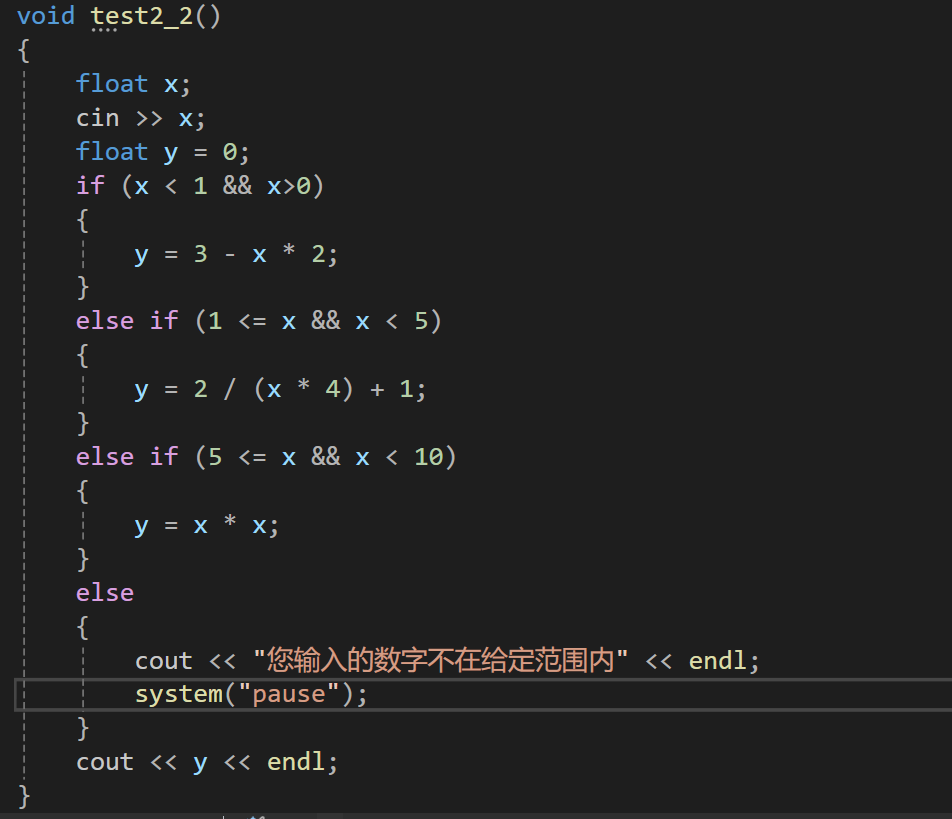 void test2_2()
{
    float x;
    cin >> x;
    float y = 0;
    if (x < 1 && x>0)
    {
        y = 3 - x * 2;
    }
    else if (1 <= x && x < 5)
    {
        y = 2 / (x * 4) + 1;
    }
    else if (5 <= x && x < 10)
    {
        y = x * x;
    }
    else
    {
        cout << "您输入的数字不在给定范围内" << endl;
        system("pause");
    }
    cout << y << endl;
}